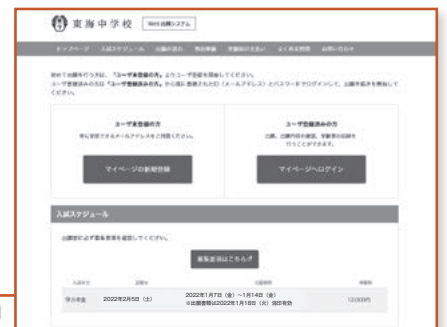 東海中学校 Web出願システム
トップページ 入試スケジュール 出願の流れ 事前準備 受験料の支払い よくある質問 お問い合わせ
初めて出願を行う方は、「ユーザ未登録の方」よりユーザ登録を開始してください。
ユーザ登録済みの方は「ユーザ登録済みの方」から既に登録されたID（メールアドレス）とパスワードでログインして、出願手続きを開始して
ください。
ユーザ未登録の方
常に受信できるメールアドレスをご用意ください。
マイページの新規登録
ユーザ登録済みの方
出願、出願内容の確認、受験票の印刷を
行うことができます。
マイページへログイン
入試スケジュール
出願前に必ず募集要項を確認してください。
募集要項はこちら
入試区分 試験日 出願期間 受験料
学力考査 2022年2月5日（土） 2022年1月7日（金）～1月14日（金）
※出願書類は2022年1月18日（火）消印有効